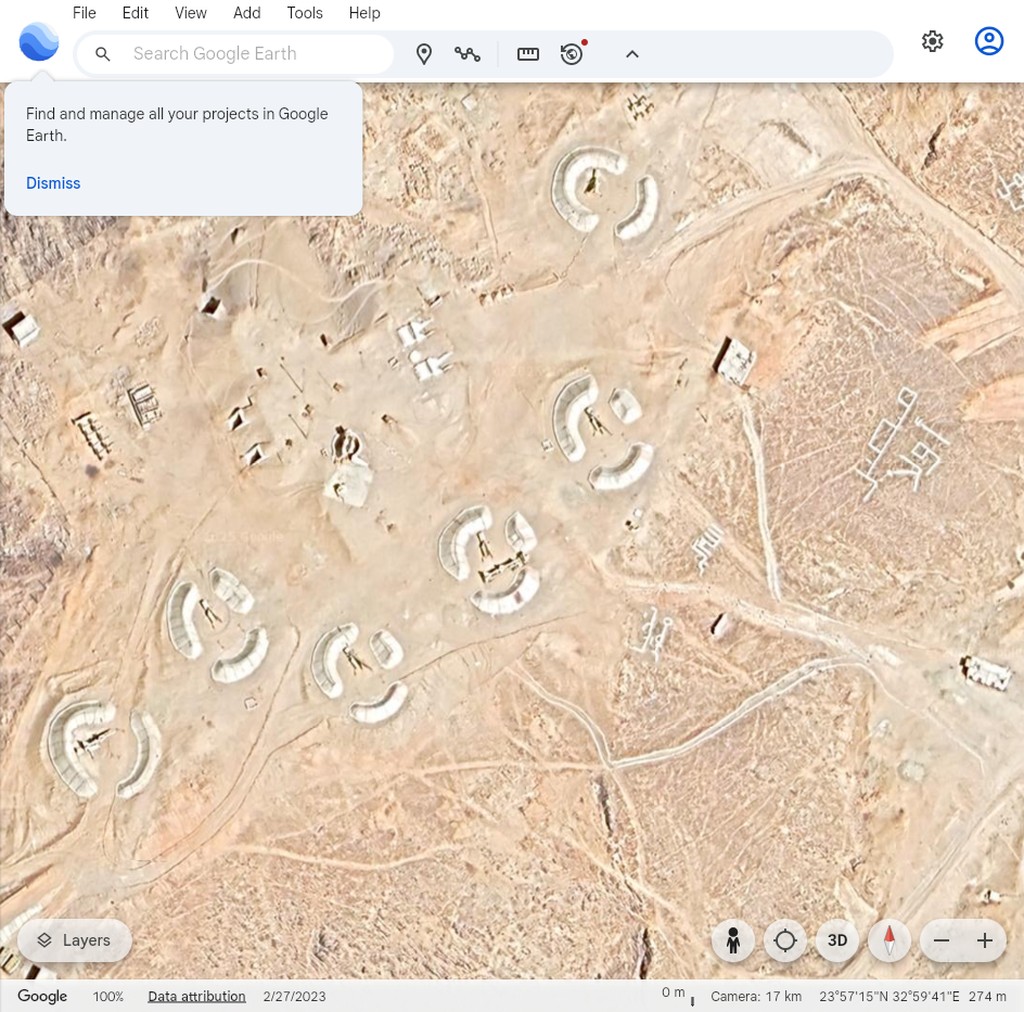 File Edit View Add Tools Help
Search Google Earth
Find and manage all your projects in Google
Earth.
Dismiss
Layers
3D
Google 100% Data attribution 2/27/2023 0 m Camera: 17 km 23°57'15"N 32°59'41"E 274 m